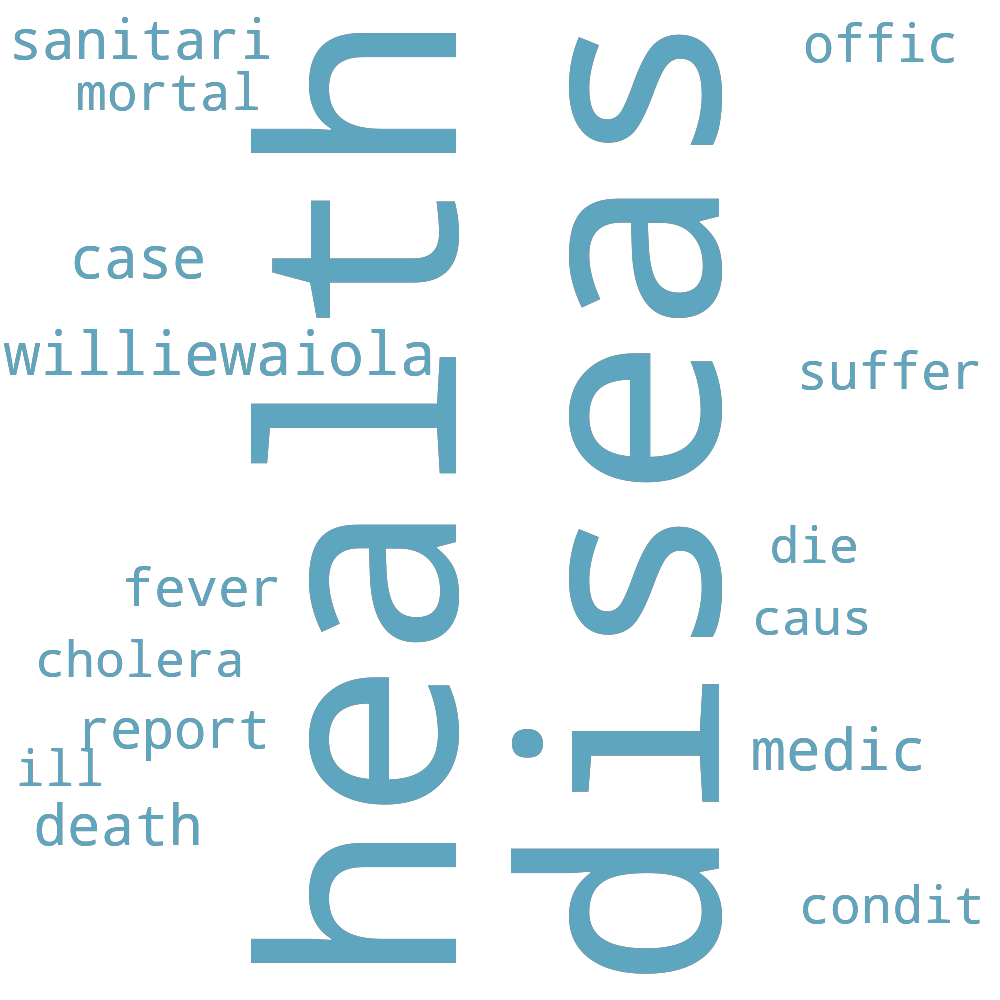 sanitari
mortal
case
williewaiola
fever
cholera
report
ill
death
health
diseas
offic
suffer
die
caus
medic
condit